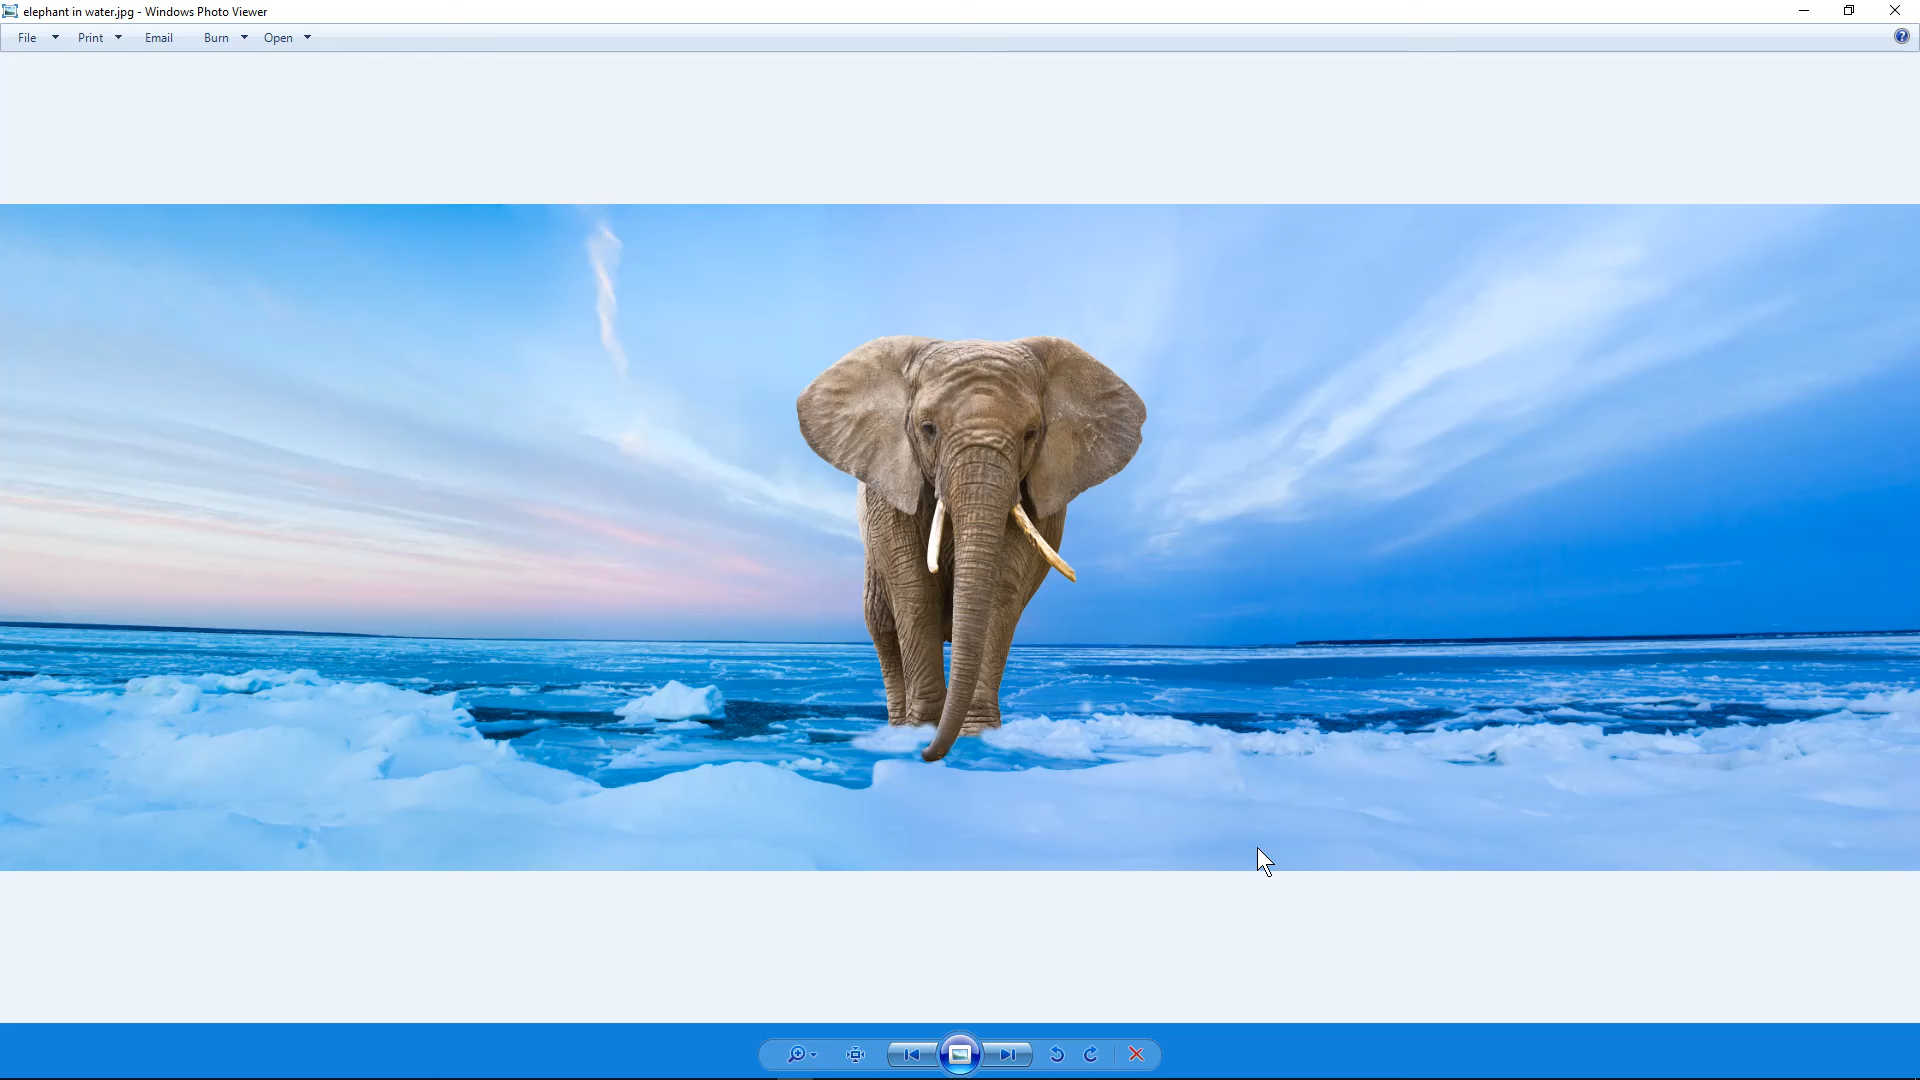 elephant in water.jpg - Windows Photo Viewer
File Print Email Burn Open
?